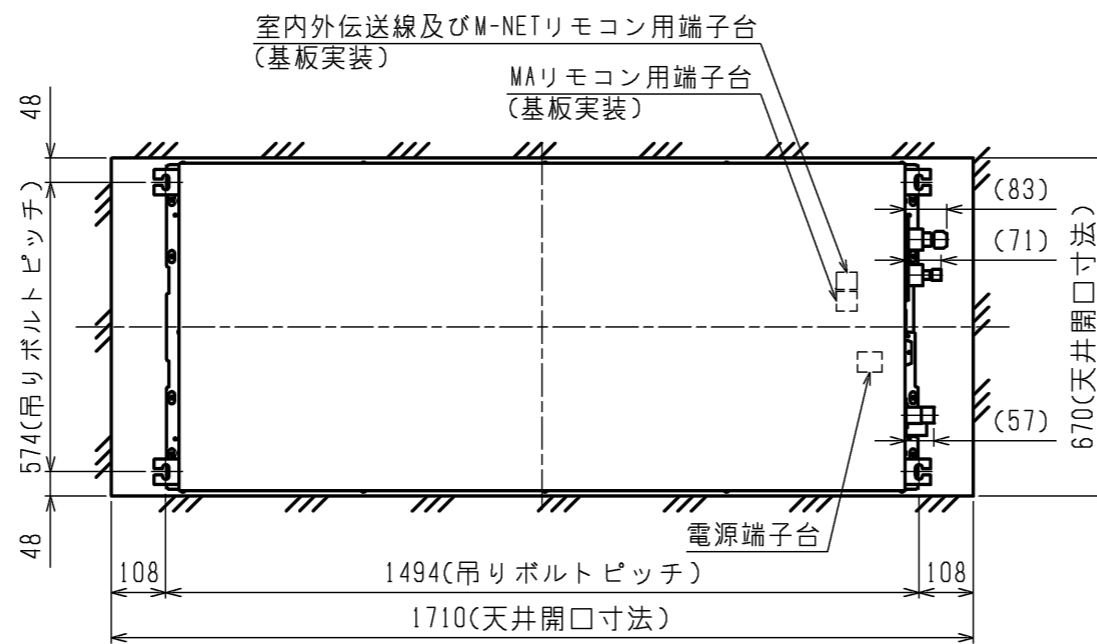 室内外伝送線及びM-NETリモコン用端子台
(基板実装)
MAリモコン用端子台
(基板実装)
48
574(吊りボルトピッチ)
48
(83)
(71)
(57)
670(天井開口寸法)
電源端子台
108
1494(吊りボルトピッチ)
108
1710(天井開口寸法)